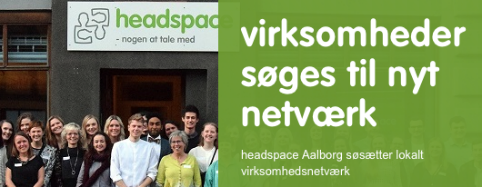 headspace
- nogen at tale med
virksomheder
søges til nyt
netværk
headspace Aalborg søsætter lokalt
virksomhedsnetværk